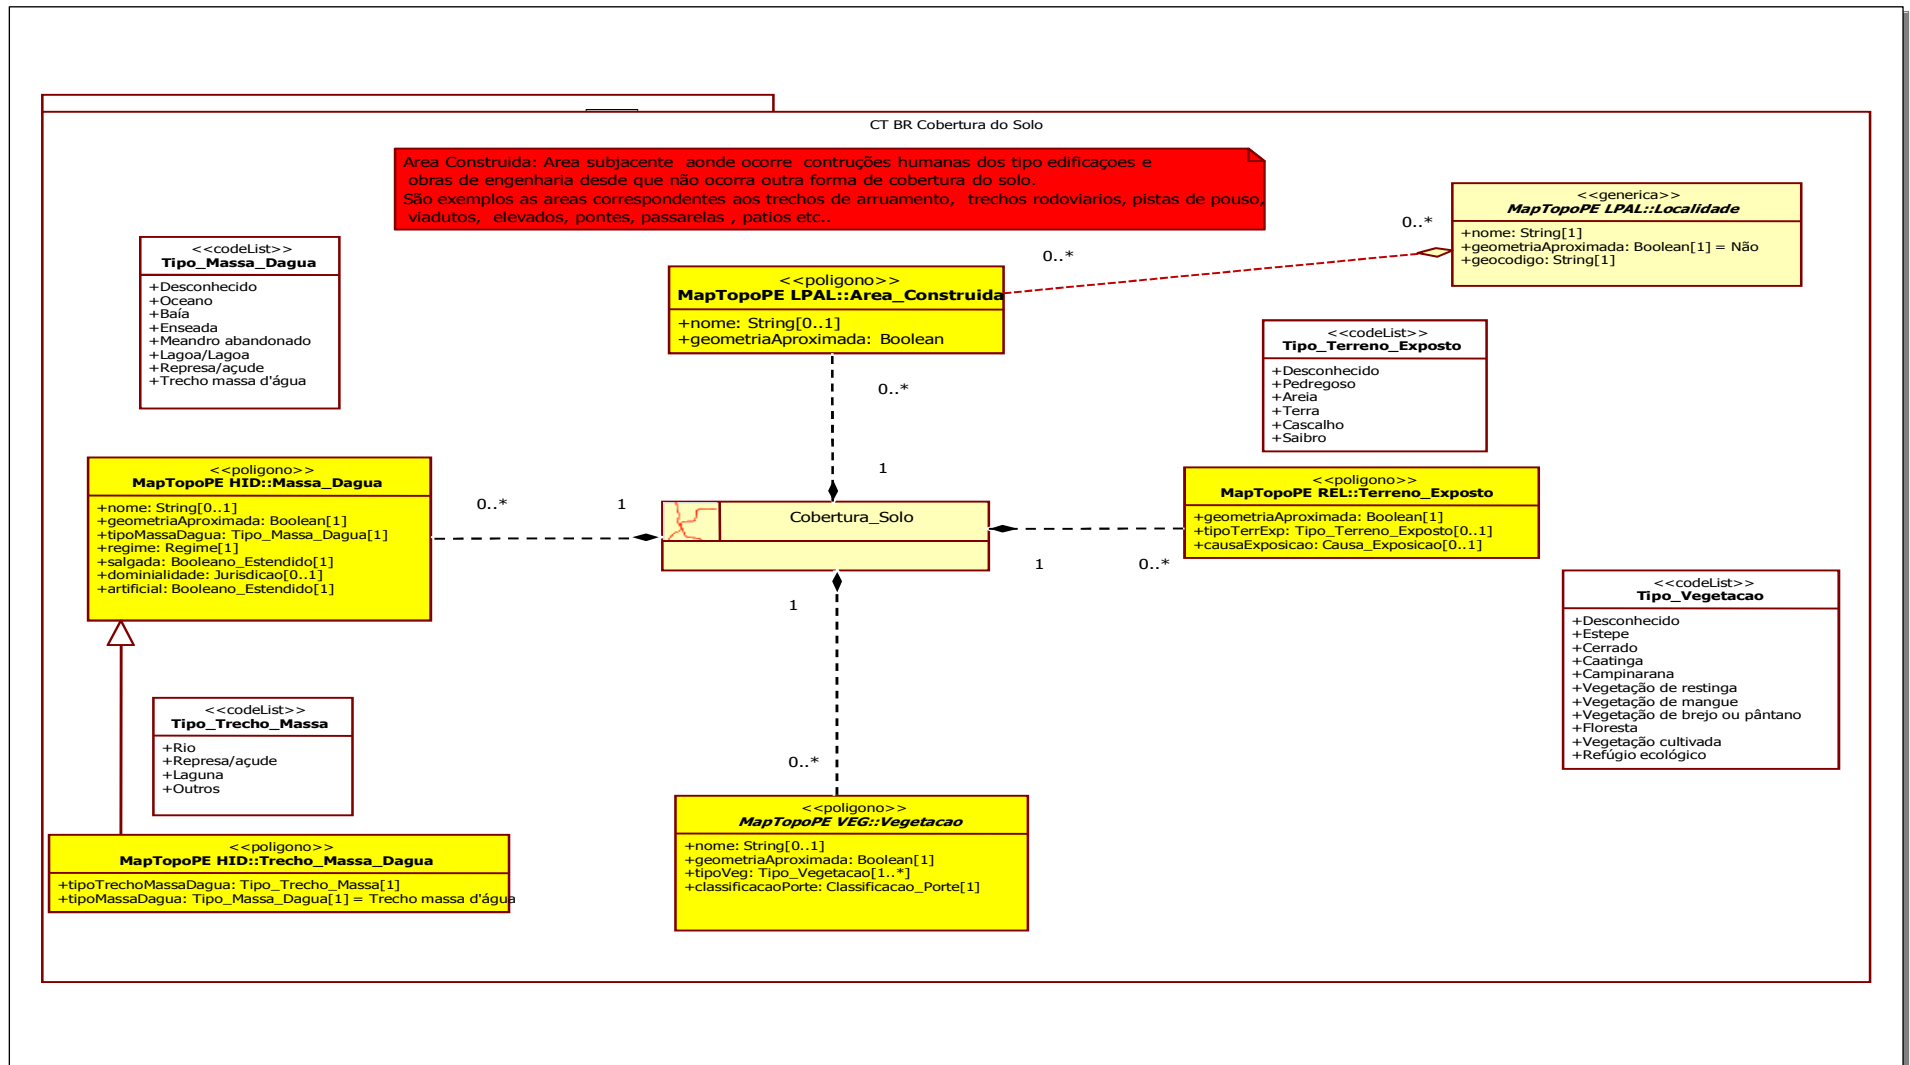 CT BR Cobertura do Solo
Area Construida: Area subjacente aonde ocorre contruções humanas dos tipo edificaçoes e
obras de engenharia desde que não ocorra outra forma de cobertura do solo.
São exemplos as areas correspondentes aos trechos de arruamento, trechos rodoviarios, pistas de pouso,
viadutos, elevados, pontes, passarelas , patios etc..
<<generica>>
MapTopoPE LPAL::Localidade
+nome: String[1]
+geometriaAproximada: Boolean[1] = Não
+geocodigo: String[1]
0..*
0..*
<<codeList>>
Tipo_Massa_Dagua
+Desconhecido
+Oceano
+Baía
+Enseada
+Meandro abandonado
+Lagoa/Lagoa
+Represa/açude
+Trecho massa d'água
<<poligono>>
MapTopoPE LPAL::Area_Construida
+nome: String[0..1]
+geometriaAproximada: Boolean
0..*
1
<<codeList>>
Tipo_Terreno_Exposto
+Desconhecido
+Pedregoso
+Areia
+Terra
+Cascalho
+Saibro
<<poligono>>
MapTopoPE HID::Massa_Dagua
+nome: String[0..1]
+geometriaAproximada: Boolean[1]
+tipoMassaDagua: Tipo_Massa_Dagua[1]
+regime: Regime[1]
+salgada: Booleano_Estendido[1]
+dominialidade: Jurisdicao[0..1]
+artificial: Booleano_Estendido[1]
0..*
1
Cobertura_Solo
<<poligono>>
MapTopoPE REL::Terreno_Exposto
+geometriaAproximada: Boolean[1]
+tipoTerrExp: Tipo_Terreno_Exposto[0..1]
+causaExposicao: Causa_Exposicao[0..1]
1
0..*
1
0..*
<<codeList>>
Tipo_Vegetacao
+Desconhecido
+Estepe
+Cerrado
+Caatinga
+Campinarana
+Vegetação de restinga
+Vegetação de mangue
+Vegetação de brejo ou pântano
+Floresta
+Vegetação cultivada
+Refúgio ecológico
<<codeList>>
Tipo_Trecho_Massa
+Rio
+Represa/açude
+Laguna
+Outros
<<poligono>>
MapTopoPE HID::Trecho_Massa_Dagua
+tipoTrechoMassaDagua: Tipo_Trecho_Massa[1]
+tipoMassaDagua: Tipo_Massa_Dagua[1] = Trecho massa d'água
<<poligono>>
MapTopoPE VEG::Vegetacao
+nome: String[0..1]
+geometriaAproximada: Boolean[1]
+tipoVeg: Tipo_Vegetacao[1..*]
+classificacaoPorte: Classificacao_Porte[1]